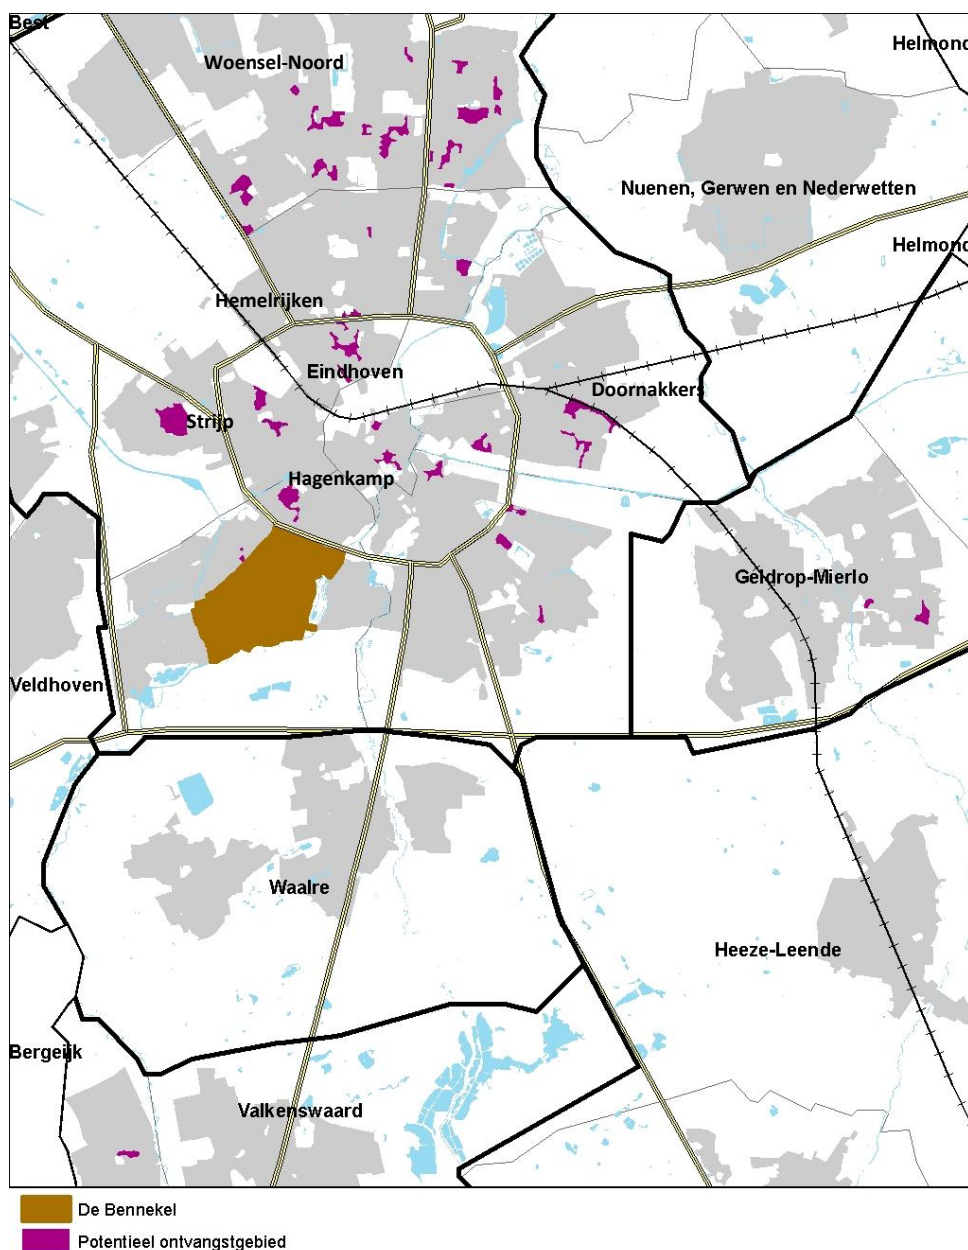 Best
Helmond
Woensel-Noord
Nuenen, Gerwen en Nederwetten
Helmond
Hemelrijken
Eindhoven
Doornakkers
Strijp
Hagenkamp
Geldrop-Mierlo
Veldhoven
Waalre
Heeze-Leende
Bergeijk
Valkenswaard
De Bennekel
Potentieel ontvangstgebied